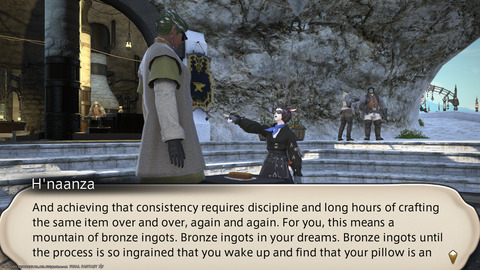 H'naanza
And achieving that consistency requires discipline and long hours of crafting
the same item over and over, again and again. For you, this means a
mountain of bronze ingots. Bronze ingots in your dreams. Bronze ingots until
the process is so ingrained that you wake up and find that your pillow is an